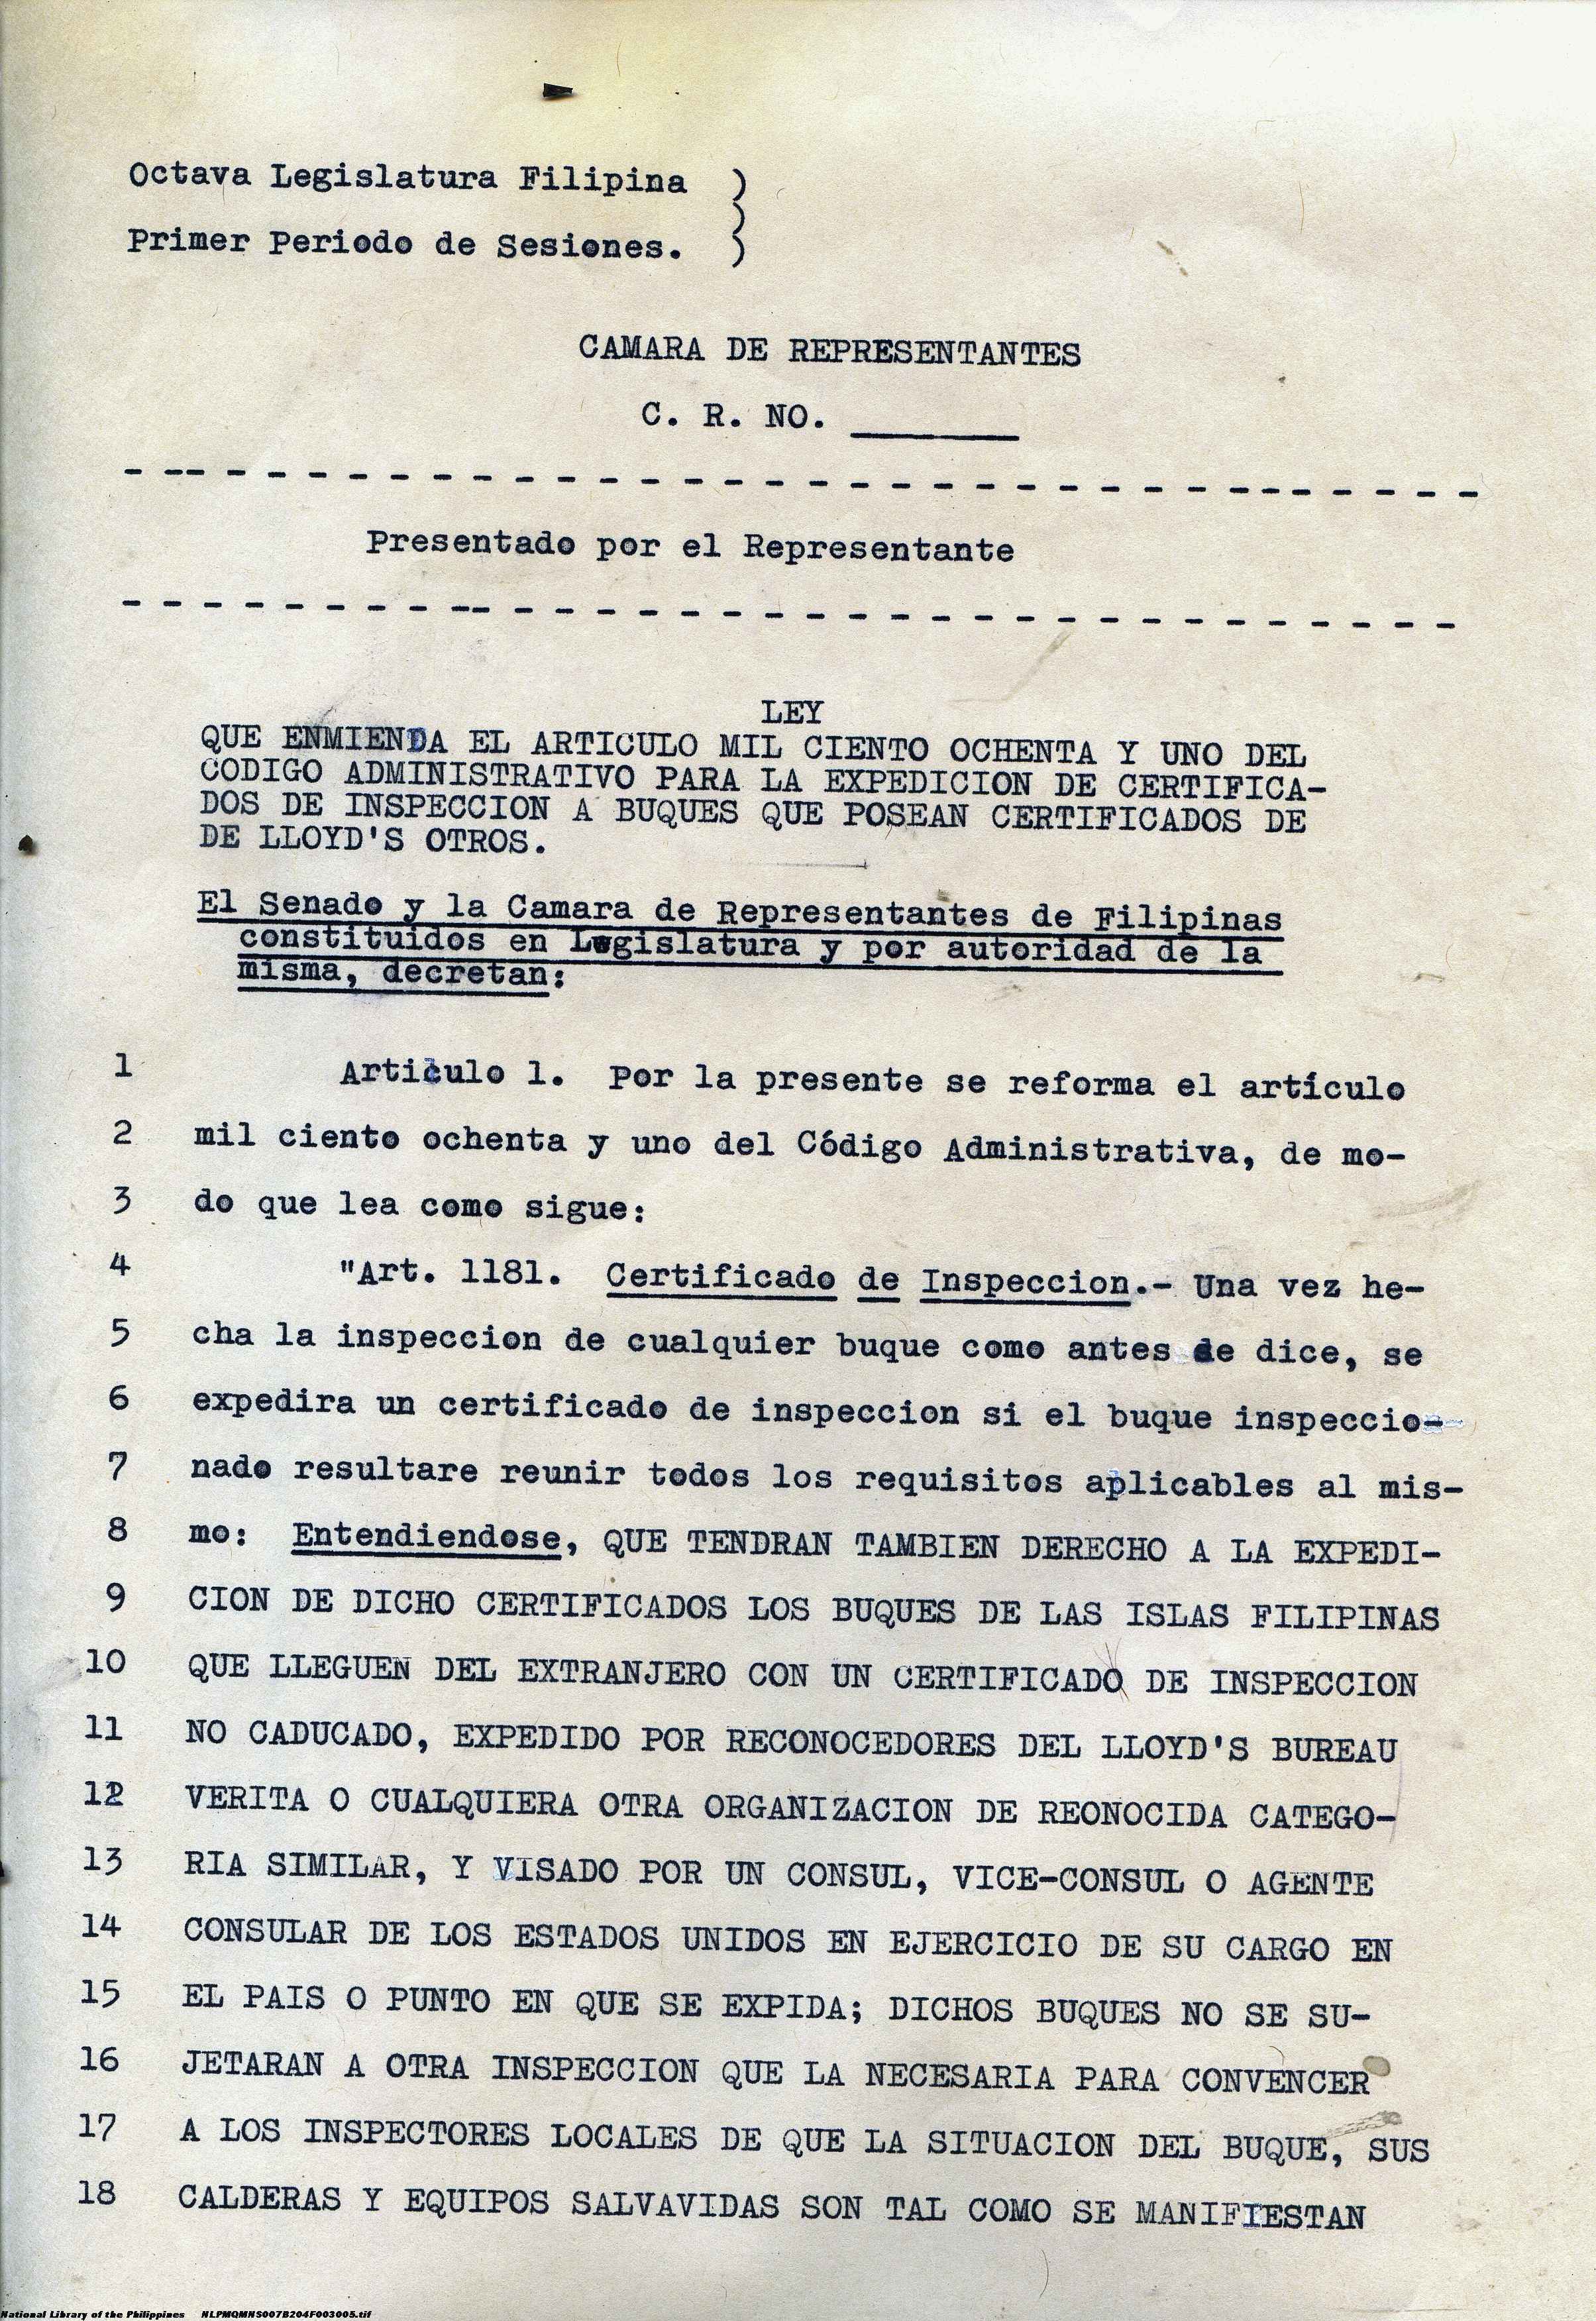 Octava Legislatura Filipina )
)
Primer Periodo de Sesiones. )
CAMARA DE REPRESENTANTES
C. R. NO. ________
- -- - - - - - - - - - - - - - - - - - - - - - - - - - --- - - - -
Presentado por el Representante
- - - - - - - - --- - - - - - - - - - - - - - - - - - - - - - - -
LEY
QUE ENMIENDA EL ARTICULO MIL CIENTO OCHENTA Y UNO DEL
CODIGO ADMINISTRATIVO PARA LA EXPEDICION DE CERTIFICA-
DOS DE INSPECCION A BUQUES QUE POSEAN CERTIFICADOS DE
DE LLOYD'S OTROS.
El Senado y la Camara de Representantes de Filipinas
constituidos en Legislatura y por autoridad de la
misma, decretan:
1 Articulo 1. Por la presente se reforma el artículo
2 mil ciento ochenta y uno del Código Administrativa, de mo-
3 do que lea como sigue:
4 "Art. 1181. Certificado de Inspeccion.- Una vez he-
5 cha la inspeccion de cualquier buque como antes de dice, se
6 expedira un certificado de inspeccion si el buque inspeccio-
7 nado resultare reunir todos los requisitos aplicables al mis-
8 mo: Entendiendose, QUE TENDRAN TAMBIEN DERECHO A LA EXPEDI-
9 CION DE DICHO CERTIFICADOS LOS BUQUES DE LAS ISLAS FILIPINAS
10 QUE LLEGUEN DEL EXTRANJERO CON UN CERTIFICADO DE INSPECCION
11 NO CADUCADO, EXPEDIDO POR RECONOCEDORES DEL LLOYD'S BUREAU
12 VERITA O CUALQUIERA OTRA ORGANIZACION DE REONOCIDA CATEGO-
13 RIA SIMILAR, Y VISADO POR UN CONSUL, VICE-CONSUL O AGENTE
14 CONSULAR DE LOS ESTADOS UNIDOS EN EJERCICIO DE SU CARGO EN
15 EL PAIS O PUNTO EN QUE SE EXPIDA; DICHOS BUQUES NO SE SU-
16 JETARAN A OTRA INSPECCION QUE LA NECESARIA PARA CONVENCER
17 A LOS INSPECTORES LOCALES DE QUE LA SITUACION DEL BUQUE, SUS
18 CALDERAS Y EQUIPOS SALVAVIDAS SON TAL COMO SE MANIFIESTAN
National Library of the Philippines NLPMQMNS007B204F003005.tif